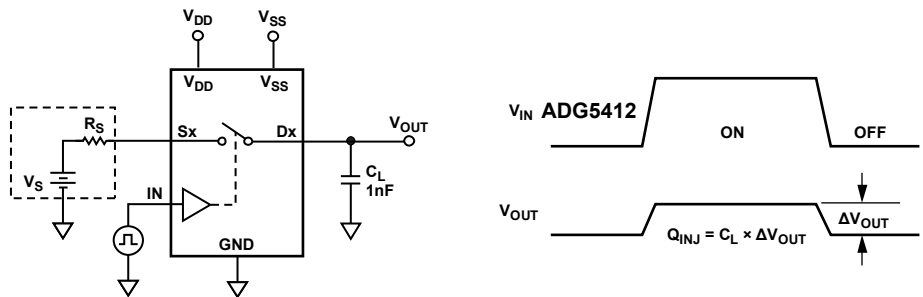 VDD
VSS
VDD
VSS
RS
Sx
Dx
VOUT
VS
IN
CL
1nF
GND
VIN ADG5412
ON
OFF
VOUT
QINJ = CL × ΔVOUT
ΔVOUT